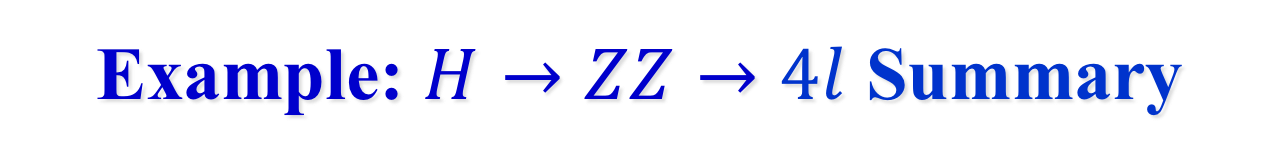 Example: H → ZZ → 4l Summary